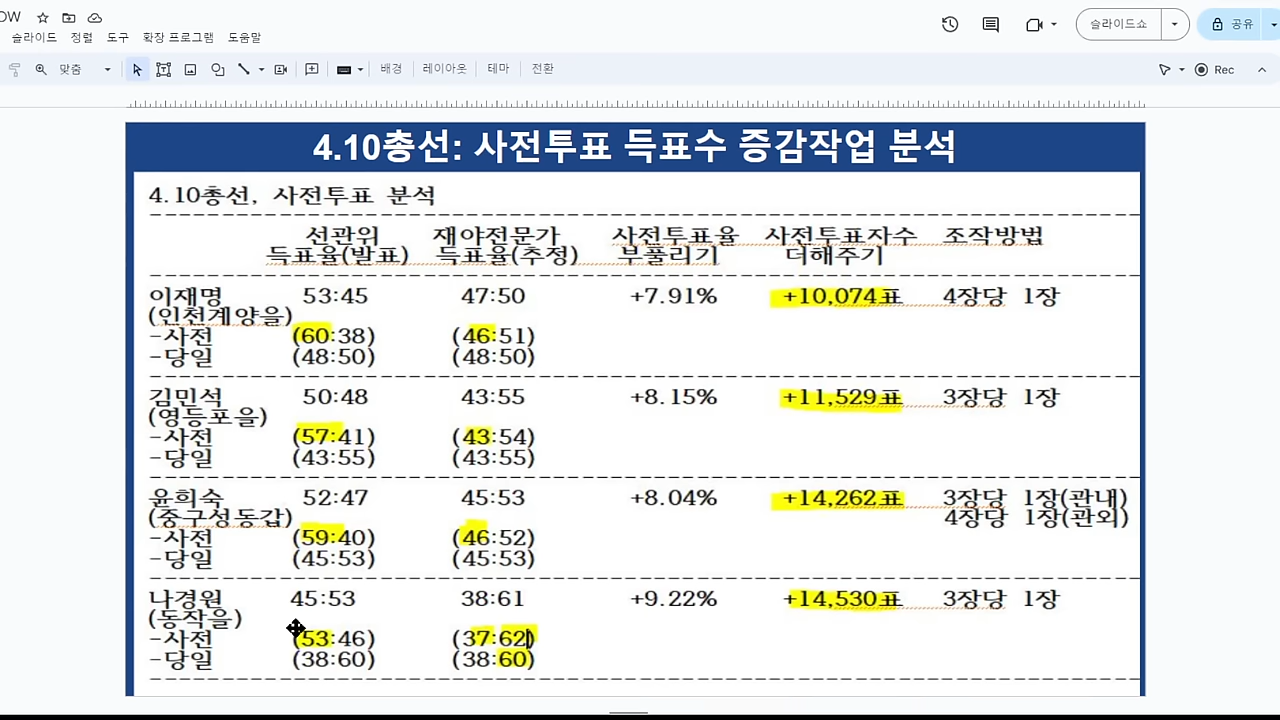 OW
슬라이드 정렬 도구 확장 프로그램 도움말
슬라이드쇼
공유
맞춤
배경 레이아웃 테마 전환
Rec
4.10총선: 사전투표 득표수 증감작업 분석
4.10총선, 사전투표 분석
선관위 재야전문가 사전투표율 사전투표자수 조작방법
득표율(발표) 득표율(추정) 부풀리기 더해주기
이재명 53:45 47:50 +7.91% +10,074표 4장당 1장
(인천계양을)
-사전 (60:38) (46:51)
-당일 (48:50) (48:50)
김민석 50:48 43:55 +8.15% +11,529표 3장당 1장
(영등포을)
-사전 (57:41) (43:54)
-당일 (43:55) (43:55)
윤희숙 52:47 45:53 +8.04% +14,262표 3장당 1장(관내)
(중구성동갑) 4장당 1장(관외)
-사전 (59:40) (46:52)
-당일 (45:53) (45:53)
나경원 45:53 38:61 +9.22% +14,530표 3장당 1장
(동작을)
-사전 (53:46) (37:62)
-당일 (38:60) (38:60)